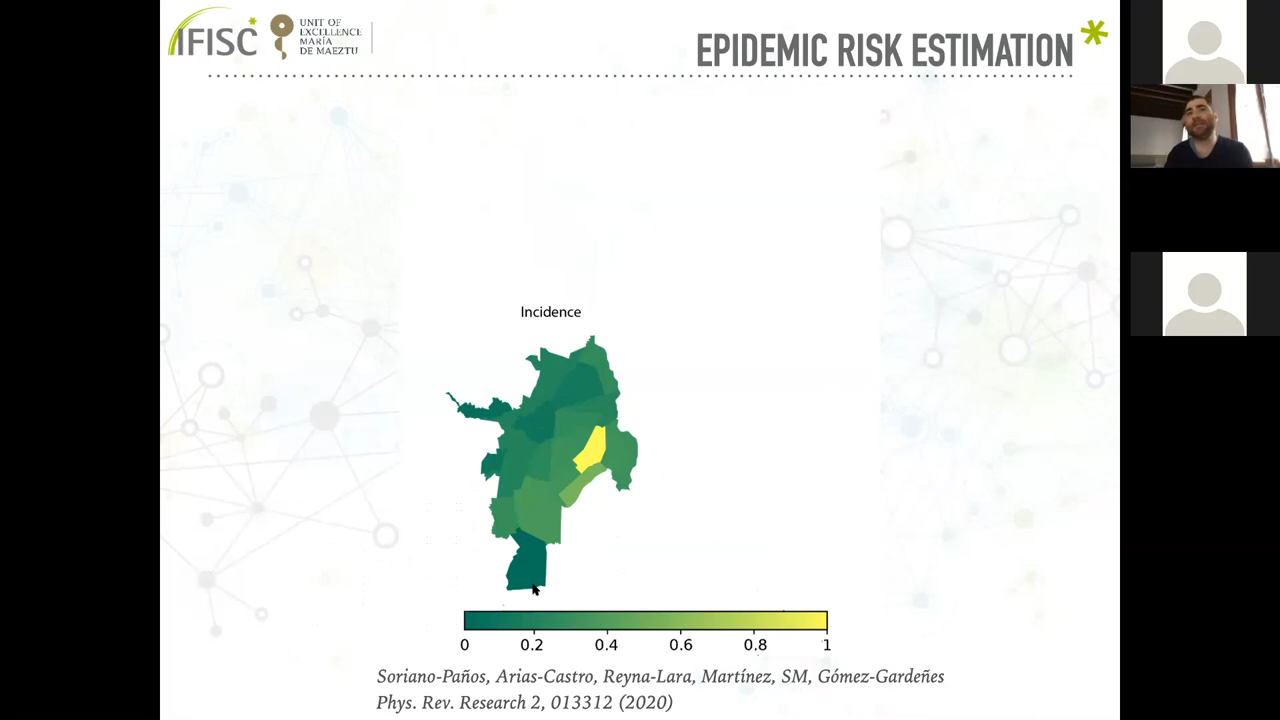 IFISC
UNIT OF
EXCELLENCE
MARÍA
DE MAEZTU
EPIDEMIC RISK ESTIMATION
Incidence
0 0.2 0.4 0.6 0.8 1
Soriano-Paños, Arias-Castro, Reyna-Lara, Martínez, SM, Gómez-Gardeñes
Phys. Rev. Research 2, 013312 (2020)